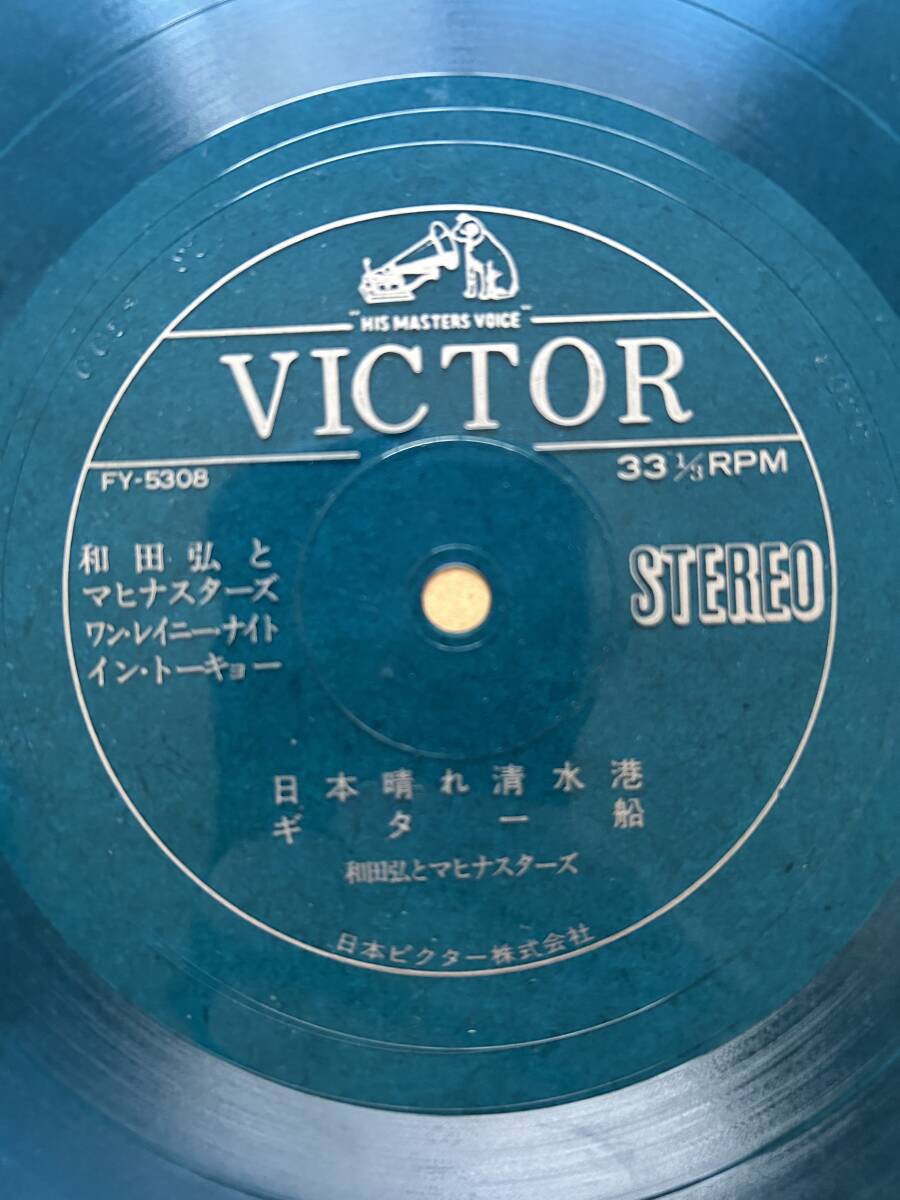 "HIS MASTERS VOICE"
VICTOR
FY-5308
33 1/3 RPM
和田弘と
マヒナスターズ
ワン・レイニー・ナイト
イン・トーキョー
STEREO
日本晴れ清水港
ギター船
和田弘とマヒナスターズ
日本ビクター株式会社